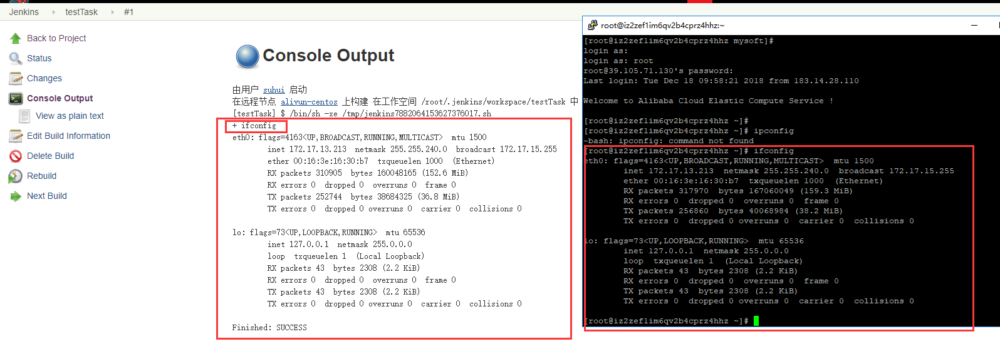 Jenkins
testTask
#1
Back to Project
Status
Changes
Console Output
View as plain text
Edit Build Information
Delete Build
Rebuild
Next Build
Console Output
由用户 suhui 启动
在远程节点 aliyun-centos 上构建 在工作空间 /root/.jenkins/workspace/testTask 中
[testTask] $ /bin/sh -xe /tmp/jenkins7882064153627376017.sh
+ ifconfig
eth0: flags=4163<UP,BROADCAST,RUNNING,MULTICAST>  mtu 1500
inet 172.17.13.213  netmask 255.255.240.0  broadcast 172.17.15.255
ether 00:16:3e:16:30:b7  txqueuelen 1000  (Ethernet)
RX packets 310905  bytes 160048165 (152.6 MiB)
RX errors 0  dropped 0  overruns 0  frame 0
TX packets 252744  bytes 38684325 (36.8 MiB)
TX errors 0  dropped 0 overruns 0  carrier 0  collisions 0
lo: flags=73<UP,LOOPBACK,RUNNING>  mtu 65536
inet 127.0.0.1  netmask 255.0.0.0
loop  txqueuelen 1  (Local Loopback)
RX packets 43  bytes 2308 (2.2 KiB)
RX errors 0  dropped 0  overruns 0  frame 0
TX packets 43  bytes 2308 (2.2 KiB)
TX errors 0  dropped 0 overruns 0  carrier 0  collisions 0
Finished: SUCCESS
root@iz2zef1im6qv2b4cprz4hhz:~
[root@iz2zef1im6qv2b4cprz4hhz mysoft]#
login as:
login as: root
root@39.105.71.130's password:
Last login: Tue Dec 18 09:58:21 2018 from 183.14.28.110
Welcome to Alibaba Cloud Elastic Compute Service !
[root@iz2zef1im6qv2b4cprz4hhz ~]#
[root@iz2zef1im6qv2b4cprz4hhz ~]# ipconfig
-bash: ipconfig: command not found
[root@iz2zef1im6qv2b4cprz4hhz ~]# ifconfig
eth0: flags=4163<UP,BROADCAST,RUNNING,MULTICAST>  mtu 1500
inet 172.17.13.213  netmask 255.255.240.0  broadcast 172.17.15.255
ether 00:16:3e:16:30:b7  txqueuelen 1000  (Ethernet)
RX packets 317970  bytes 167060049 (159.3 MiB)
RX errors 0  dropped 0  overruns 0  frame 0
TX packets 256860  bytes 40068984 (38.2 MiB)
TX errors 0  dropped 0 overruns 0  carrier 0  collisions 0
lo: flags=73<UP,LOOPBACK,RUNNING>  mtu 65536
inet 127.0.0.1  netmask 255.0.0.0
loop  txqueuelen 1  (Local Loopback)
RX packets 43  bytes 2308 (2.2 KiB)
RX errors 0  dropped 0  overruns 0  frame 0
TX packets 43  bytes 2308 (2.2 KiB)
TX errors 0  dropped 0 overruns 0  carrier 0  collisions 0
[root@iz2zef1im6qv2b4cprz4hhz ~]#